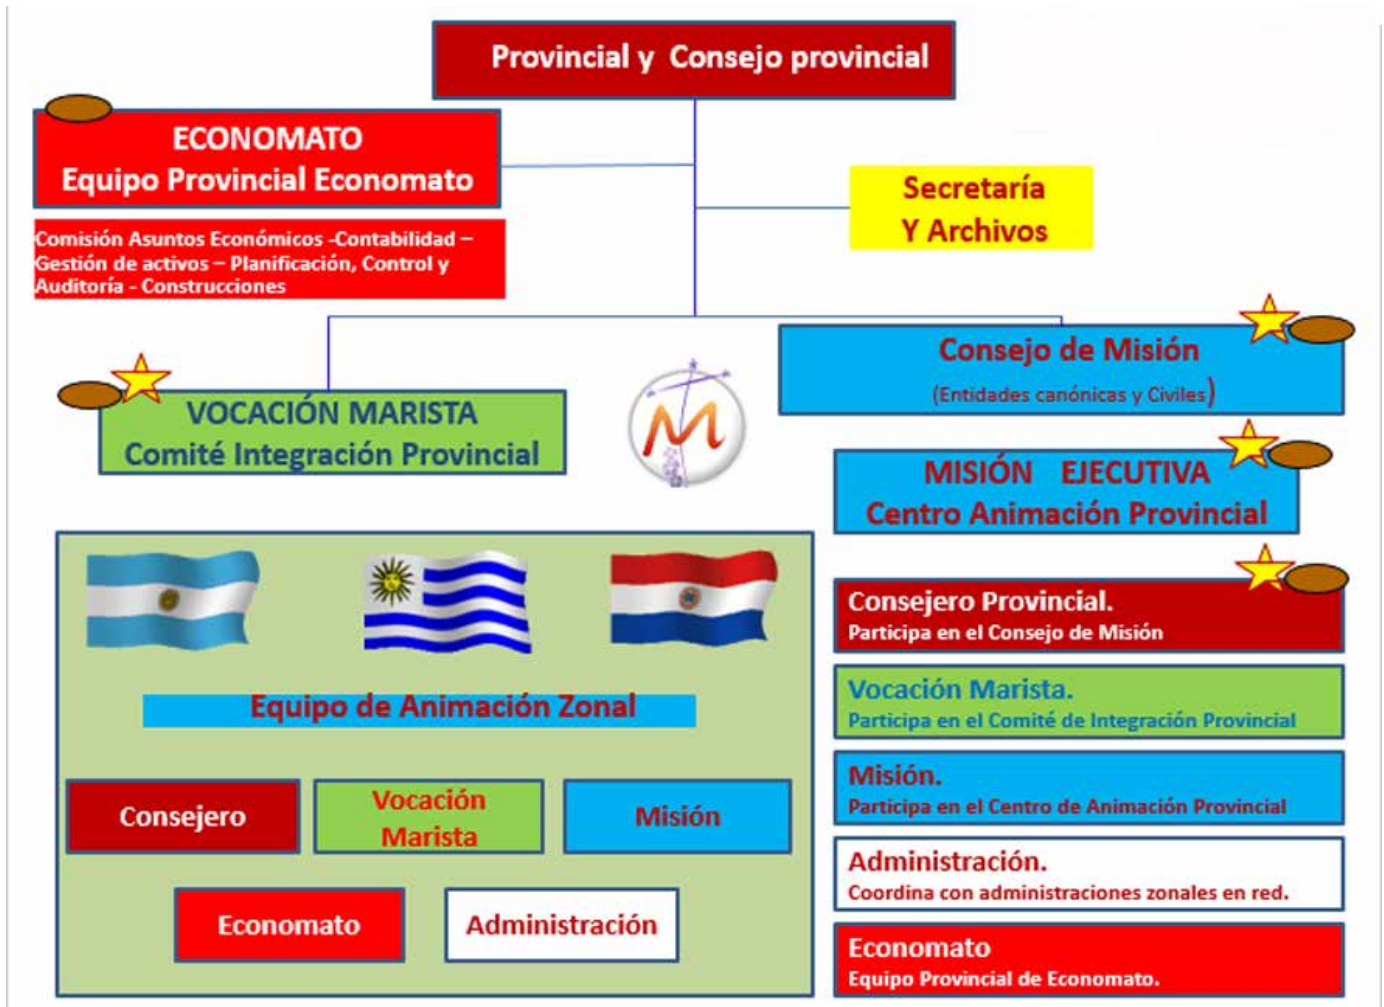 Provincial y Consejo provincial
ECONOMATO
Equipo Provincial Economato
Comisión Asuntos Económicos -Contabilidad –
Gestión de activos – Planificación, Control y
Auditoría - Construcciones
Secretaría
Y Archivos
VOCACIÓN MARISTA
Comité Integración Provincial
M
Consejo de Misión
(Entidades canónicas y Civiles)
MISIÓN EJECUTIVA
Centro Animación Provincial
Equipo de Animación Zonal
Consejero
Vocación
Marista
Misión
Economato
Administración
Consejero Provincial.
Participa en el Consejo de Misión
Vocación Marista.
Participa en el Comité de Integración Provincial
Misión.
Participa en el Centro de Animación Provincial
Administración.
Coordina con administraciones zonales en red.
Economato
Equipo Provincial de Economato.